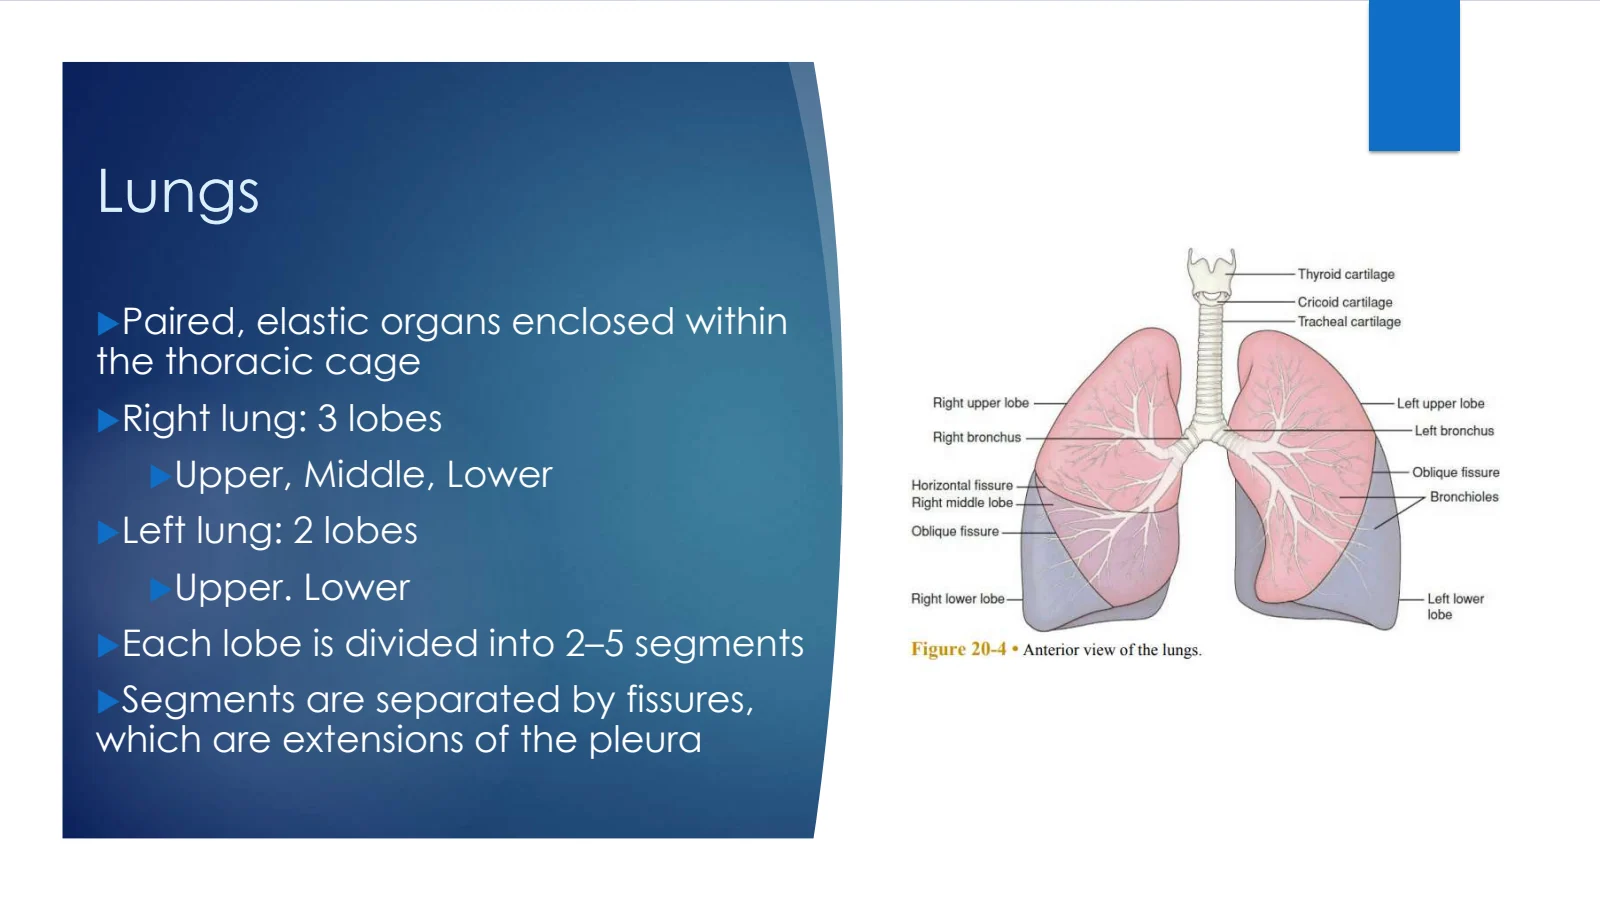 Lungs
Paired, elastic organs enclosed within
the thoracic cage
Right lung: 3 lobes
Upper, Middle, Lower
Left lung: 2 lobes
Upper. Lower
Each lobe is divided into 2–5 segments
Segments are separated by fissures,
which are extensions of the pleura
Thyroid cartilage
Cricoid cartilage
Tracheal cartilage
Right upper lobe
Right bronchus
Horizontal fissure
Right middle lobe
Oblique fissure
Right lower lobe
Left upper lobe
Left bronchus
Oblique fissure
Bronchioles
Left lower
lobe
Figure 20-4 • Anterior view of the lungs.